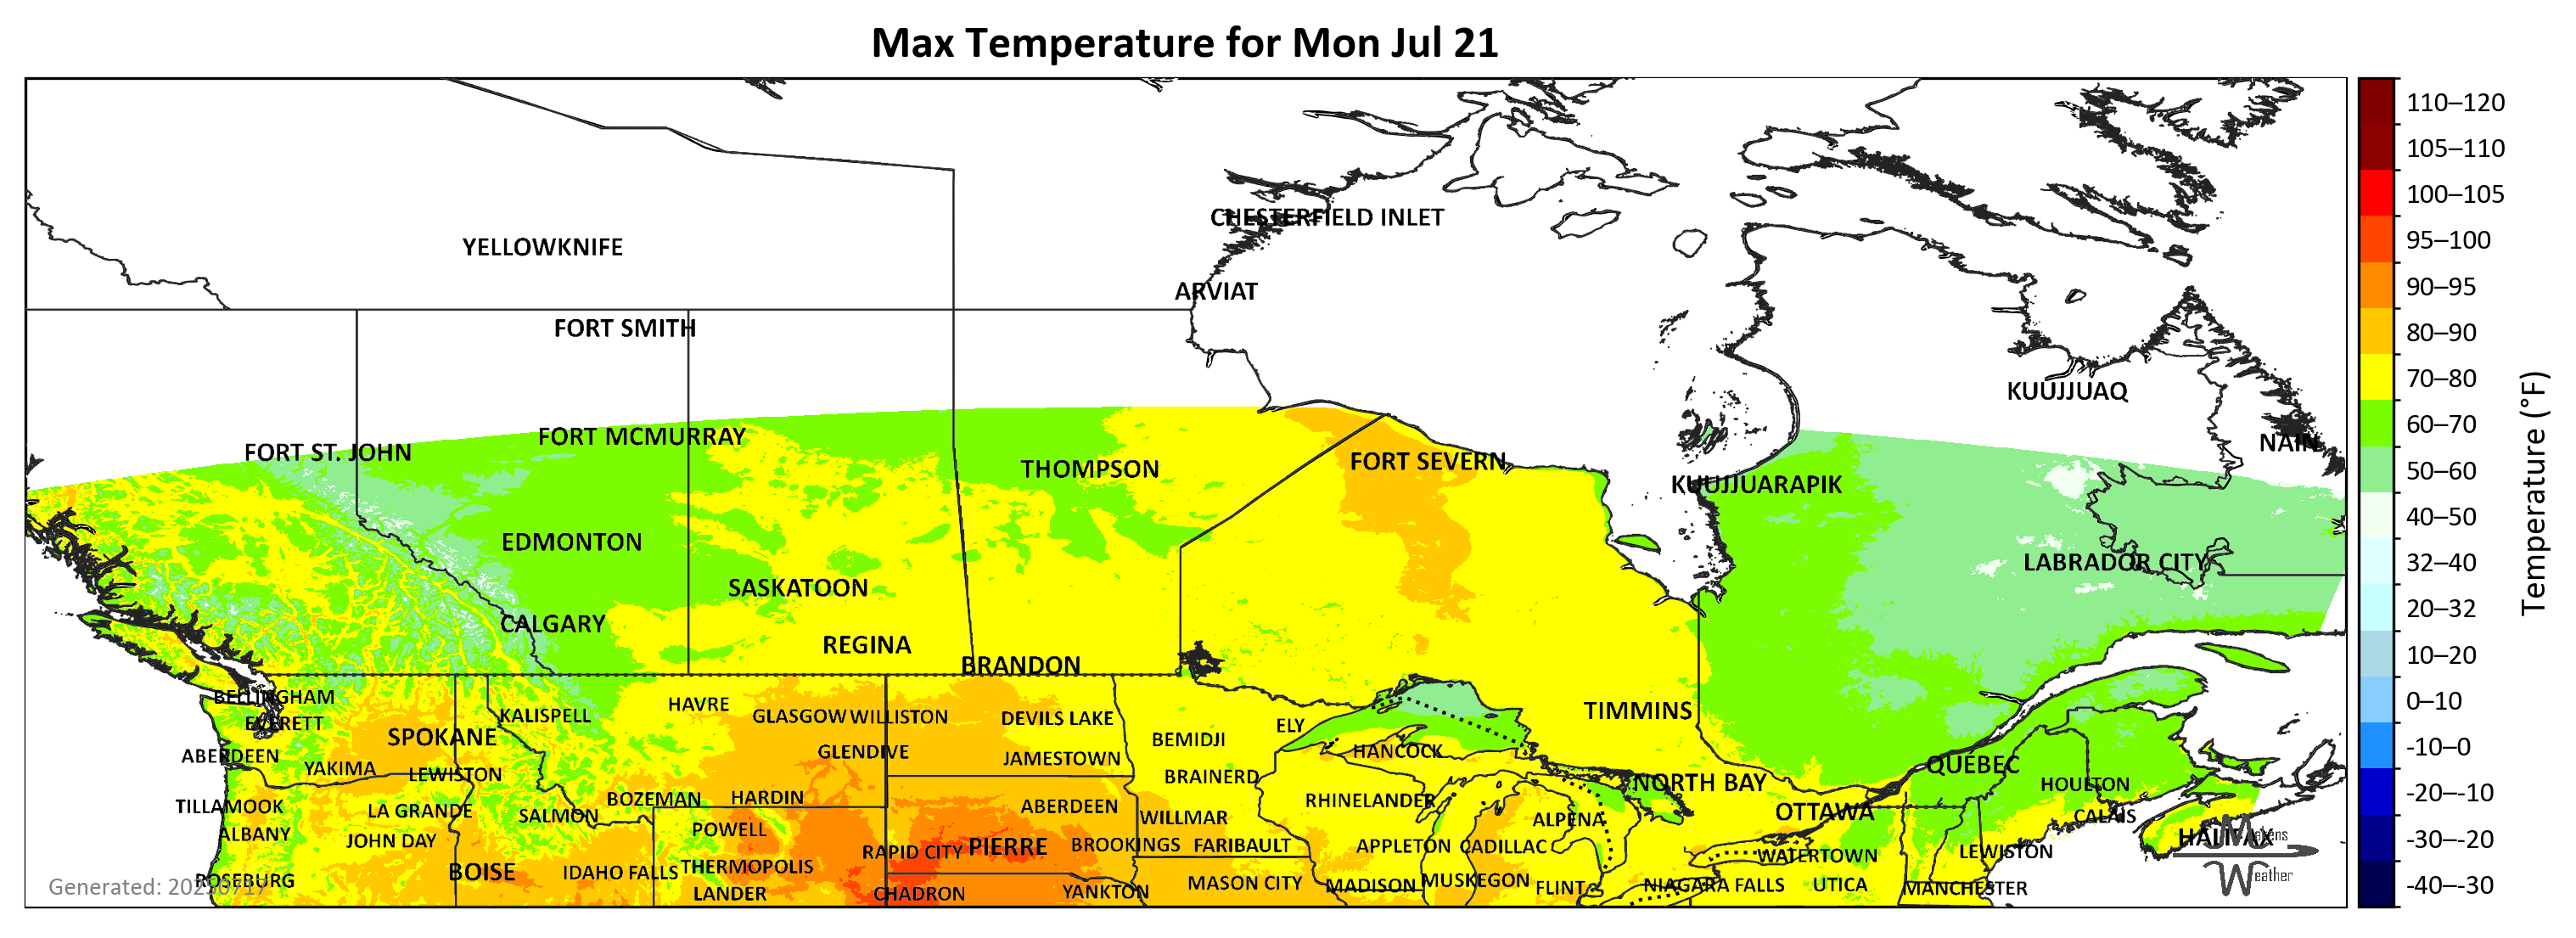 Max Temperature for Mon Jul 21
CHESTERFIELD INLET
YELLOWKNIFE
ARVIAT
FORT SMITH
KUUJJUAQ
FORT MCMURRAY
NAIN
FORT ST. JOHN
FORT SEVERN
THOMPSON
KUUJJUARAPIK
EDMONTON
LABRADOR CITY
SASKATOON
CALGARY
REGINA
BRANDON
BELLINGHAM
HAVRE
TIMMINS
KALISPELL
GLASGOW
WILLISTON
DEVILS LAKE
EVERETT
ELY
SPOKANE
BEMIDJI
ABERDEEN
GLENDIVE
HANCOCK
JAMESTOWN
QUEBEC
YAKIMA
LEWISTON
BRAINERD
NORTH BAY
HOULTON
BOZEMAN
HARDIN
RHINELANDER
TILLAMOOK
LA GRANDE
ABERDEEN
OTTAWA
SALMON
WILLMAR
CALAIS
ALPENA
POWELL
ALBANY
HALIFAX
JOHN DAY
PIERRE
BROOKINGS
FARIBAULT
APPLETON
CADILLAC
RAPID CITY
LEWISTON
WATERTOWN
THERMOPOLIS
BOISE
IDAHO FALLS
ROSEBURG
MUSKEGON
MASON CITY
MADISON
NIAGARA FALLS
UTICA
FLINT
MANCHESTER
YANKTON
LANDER
CHADRON
Generated: 20250717
Matens
Weather
110–120
105–110
100–105
95–100
90–95
80–90
70–80
60–70
50–60
40–50
32–40
20–32
10–20
0–10
-10–0
-20–-10
-30–-20
-40–-30
Temperature (°F)